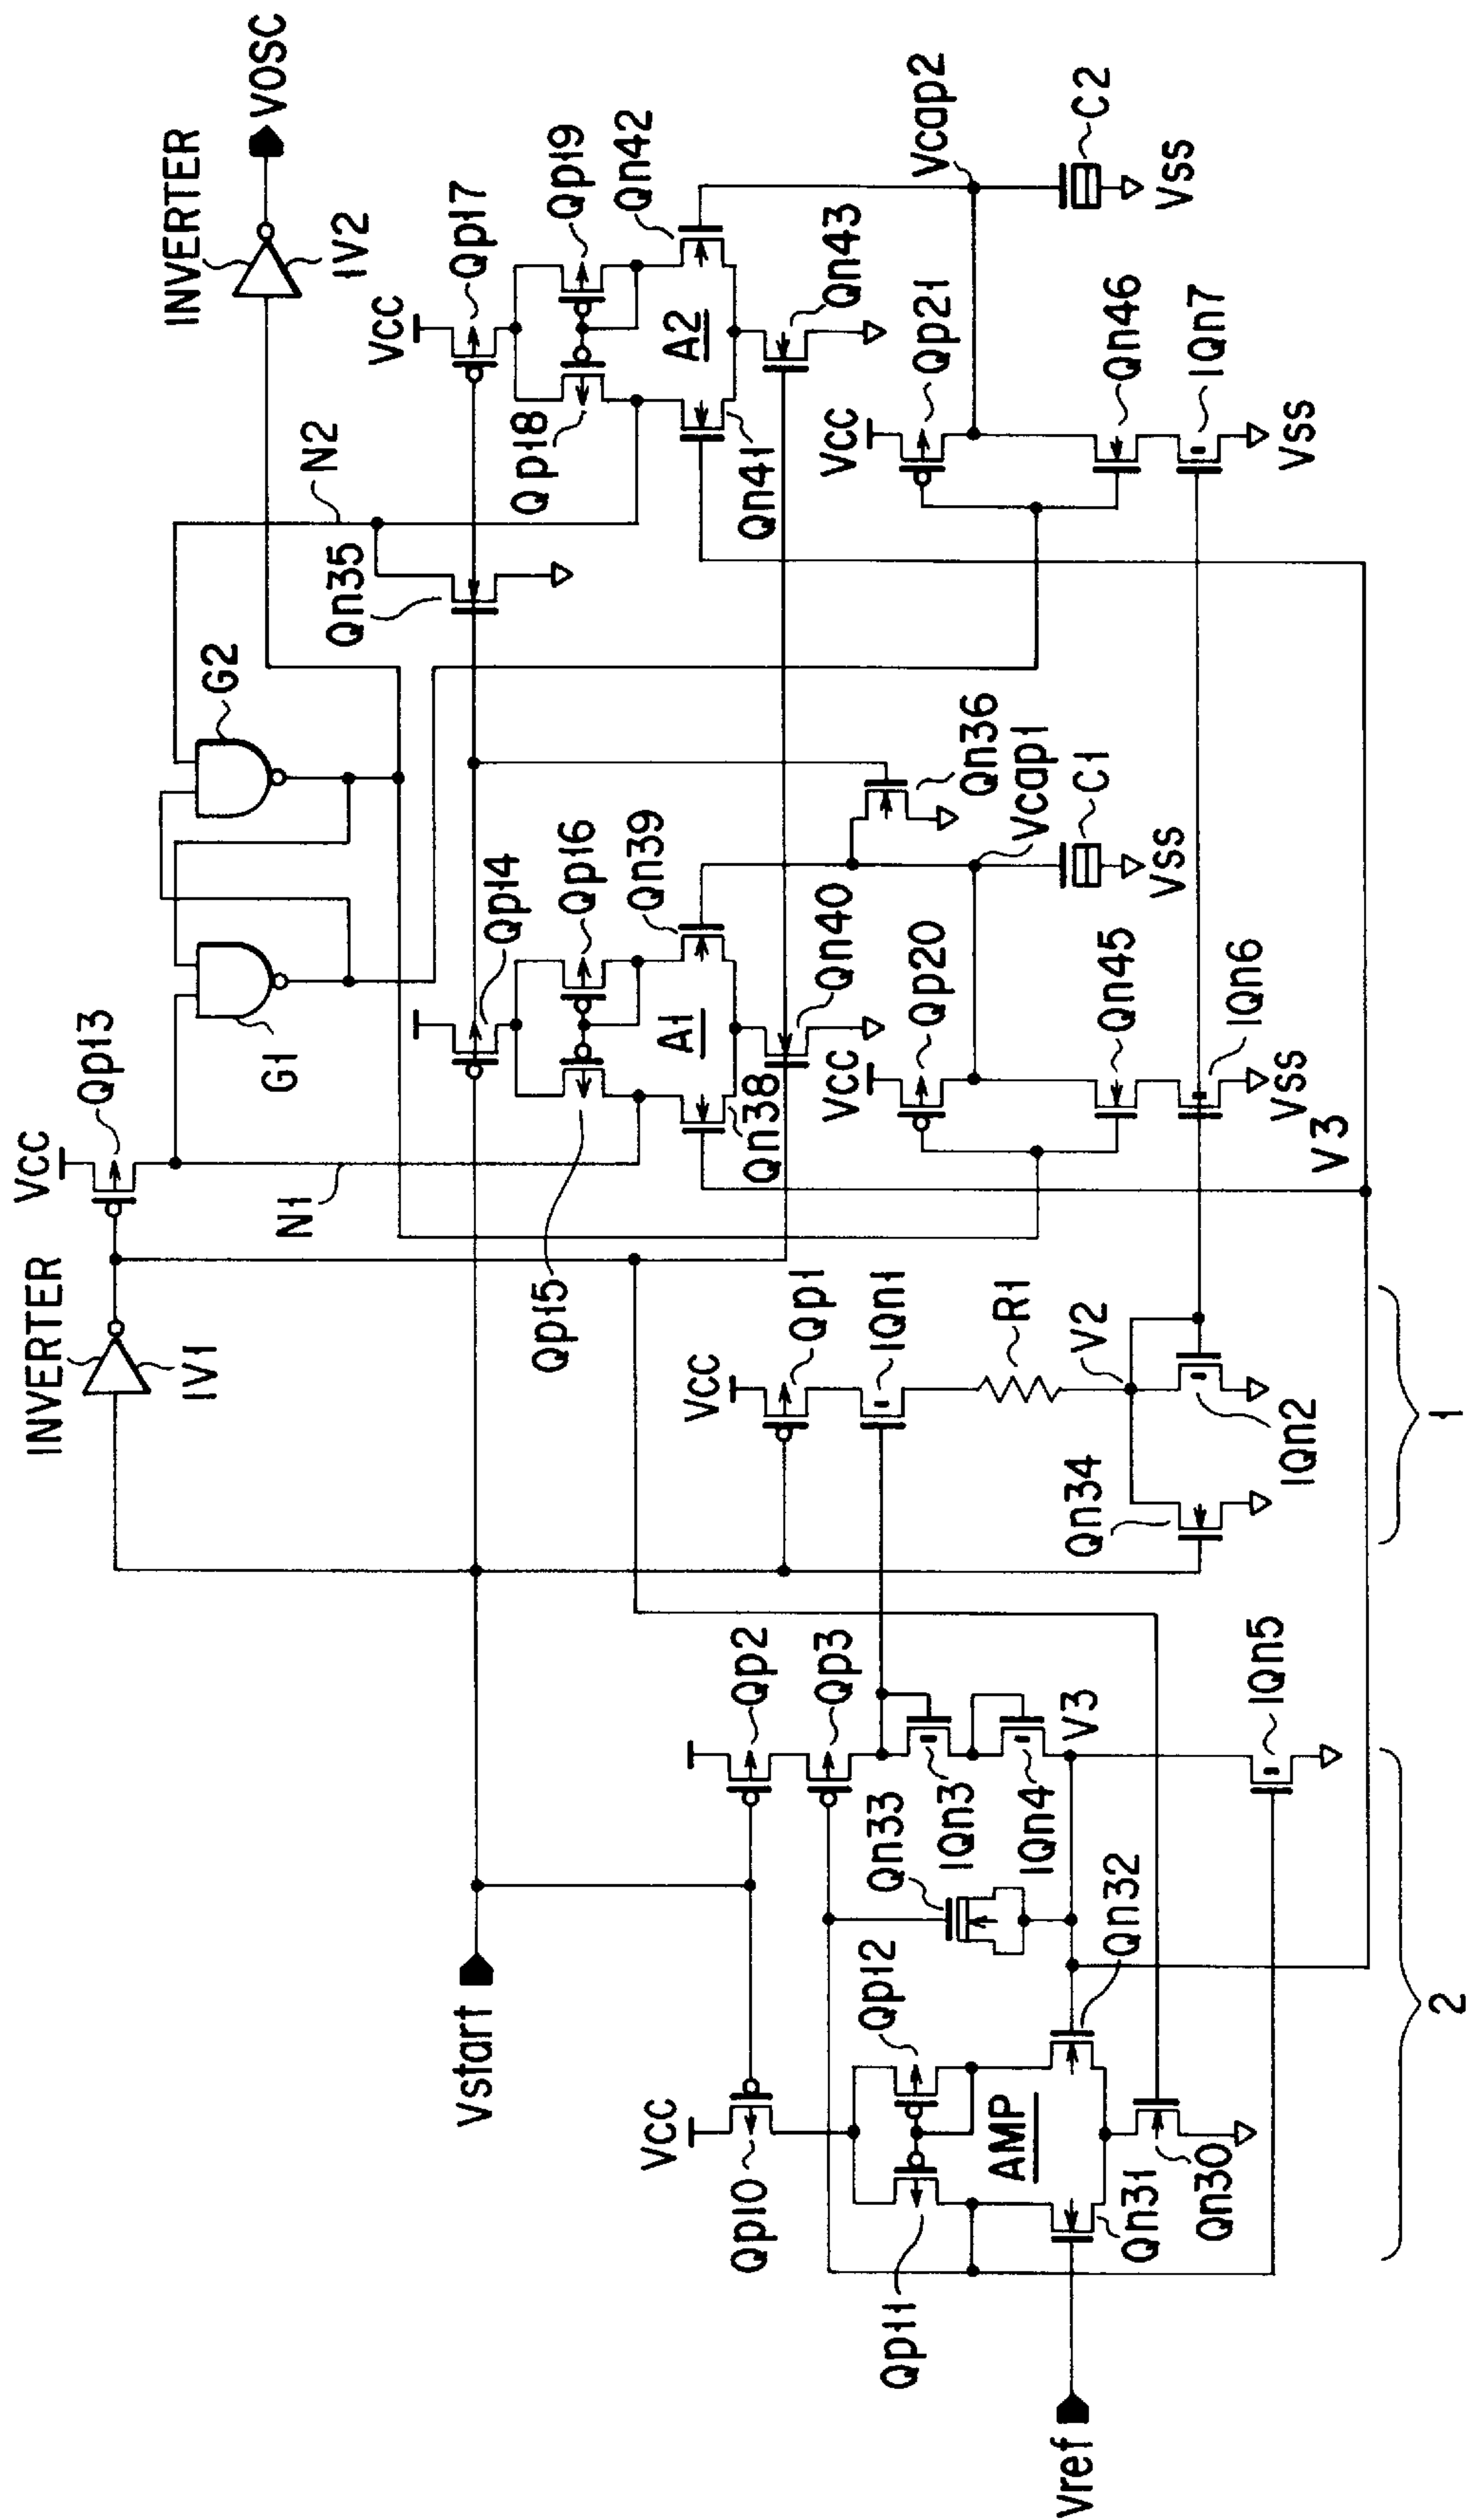 INVERTER
VOSC
IV2
VCC
Qp17
Qp19
Qn42
Vcap2
C2
VSS
N2
Qp18
A2
Qn43
Qn41
VCC
Qp21
Qn46
IQn7
VSS
Qn35
G2
Qn36
Vcap1
C1
VSS
Qp14
Qp16
Qn39
Qn40
A1
Qn38
VCC
Qp20
Qn45
IQn6
VSS
V3
VCC
Qp13
G1
N1
Qp15
INVERTER
IV1
VCC
Qp1
IQn1
R1
V2
IQn2
Qn34
1
Vstart
Qp2
Qp3
IQn3
IQn4
V3
IQn5
Qn33
Qn32
VCC
Qp10
Qp12
AMP
Qp11
Qn31
Qn30
Vref
2